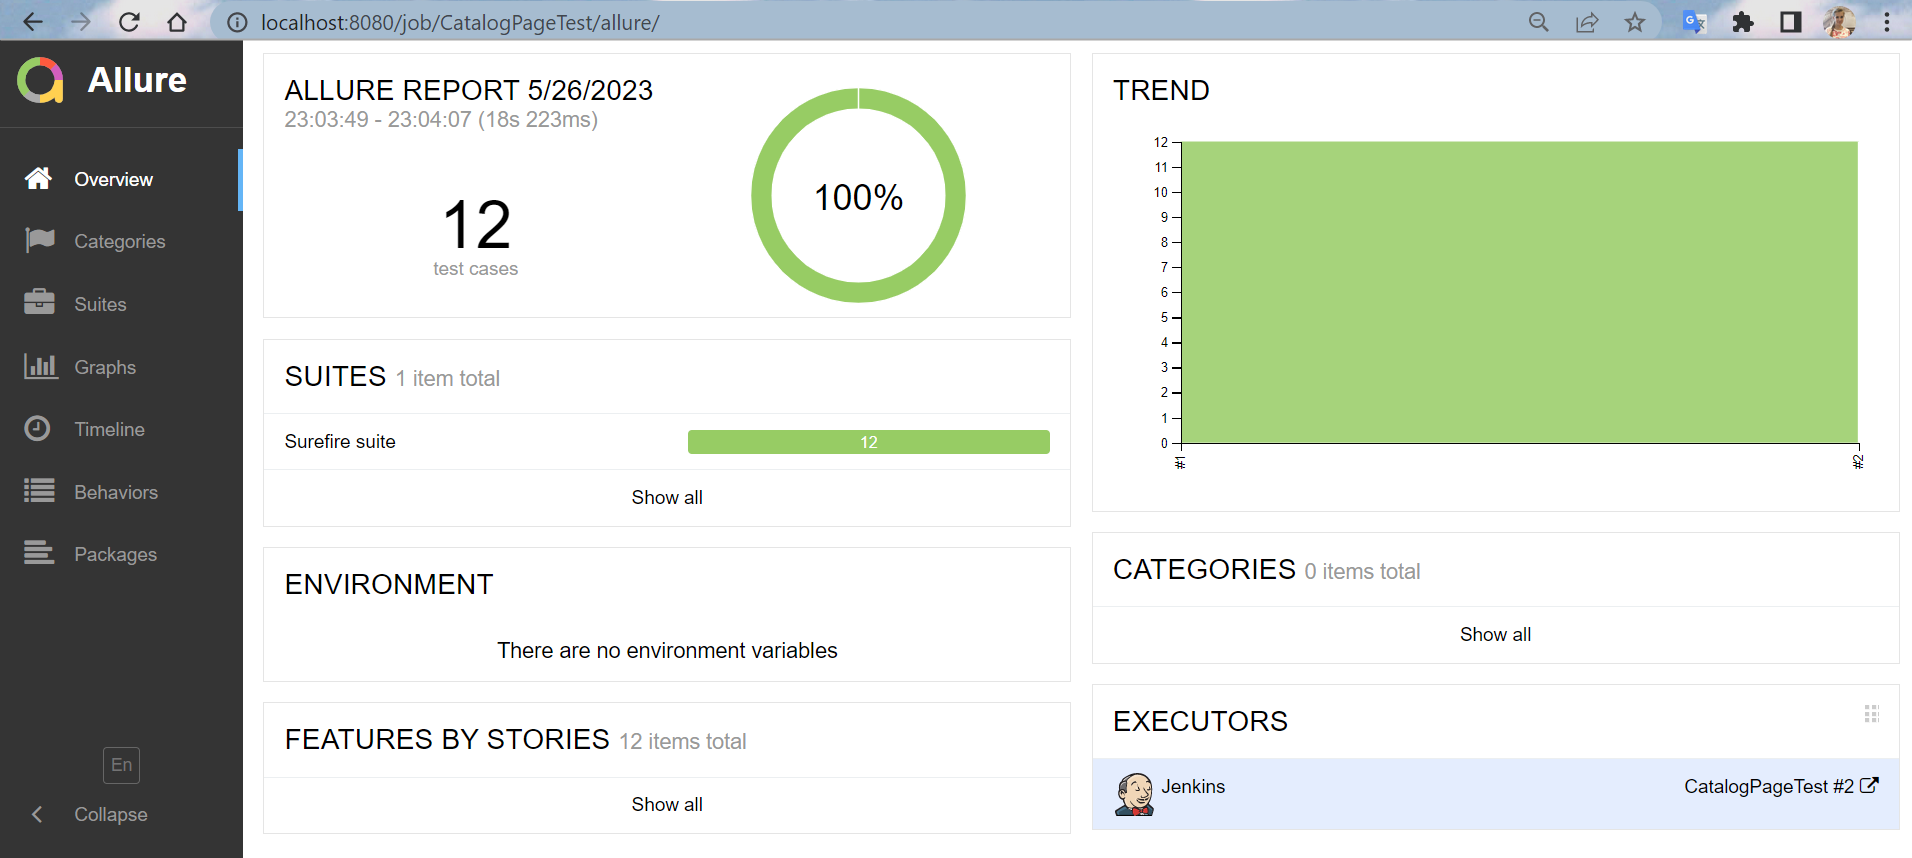 localhost:8080/job/CatalogPageTest/allure/
Allure
Overview
Categories
Suites
Graphs
Timeline
Behaviors
Packages
En
Collapse
ALLURE REPORT 5/26/2023
23:03:49 - 23:04:07 (18s 223ms)
12
test cases
100%
SUITES 1 item total
Surefire suite 12
Show all
ENVIRONMENT
There are no environment variables
FEATURES BY STORIES 12 items total
Show all
TREND
12
11
10
9
8
7
6
5
4
3
2
1
0
#1 #2
CATEGORIES 0 items total
Show all
EXECUTORS
Jenkins CatalogPageTest #2